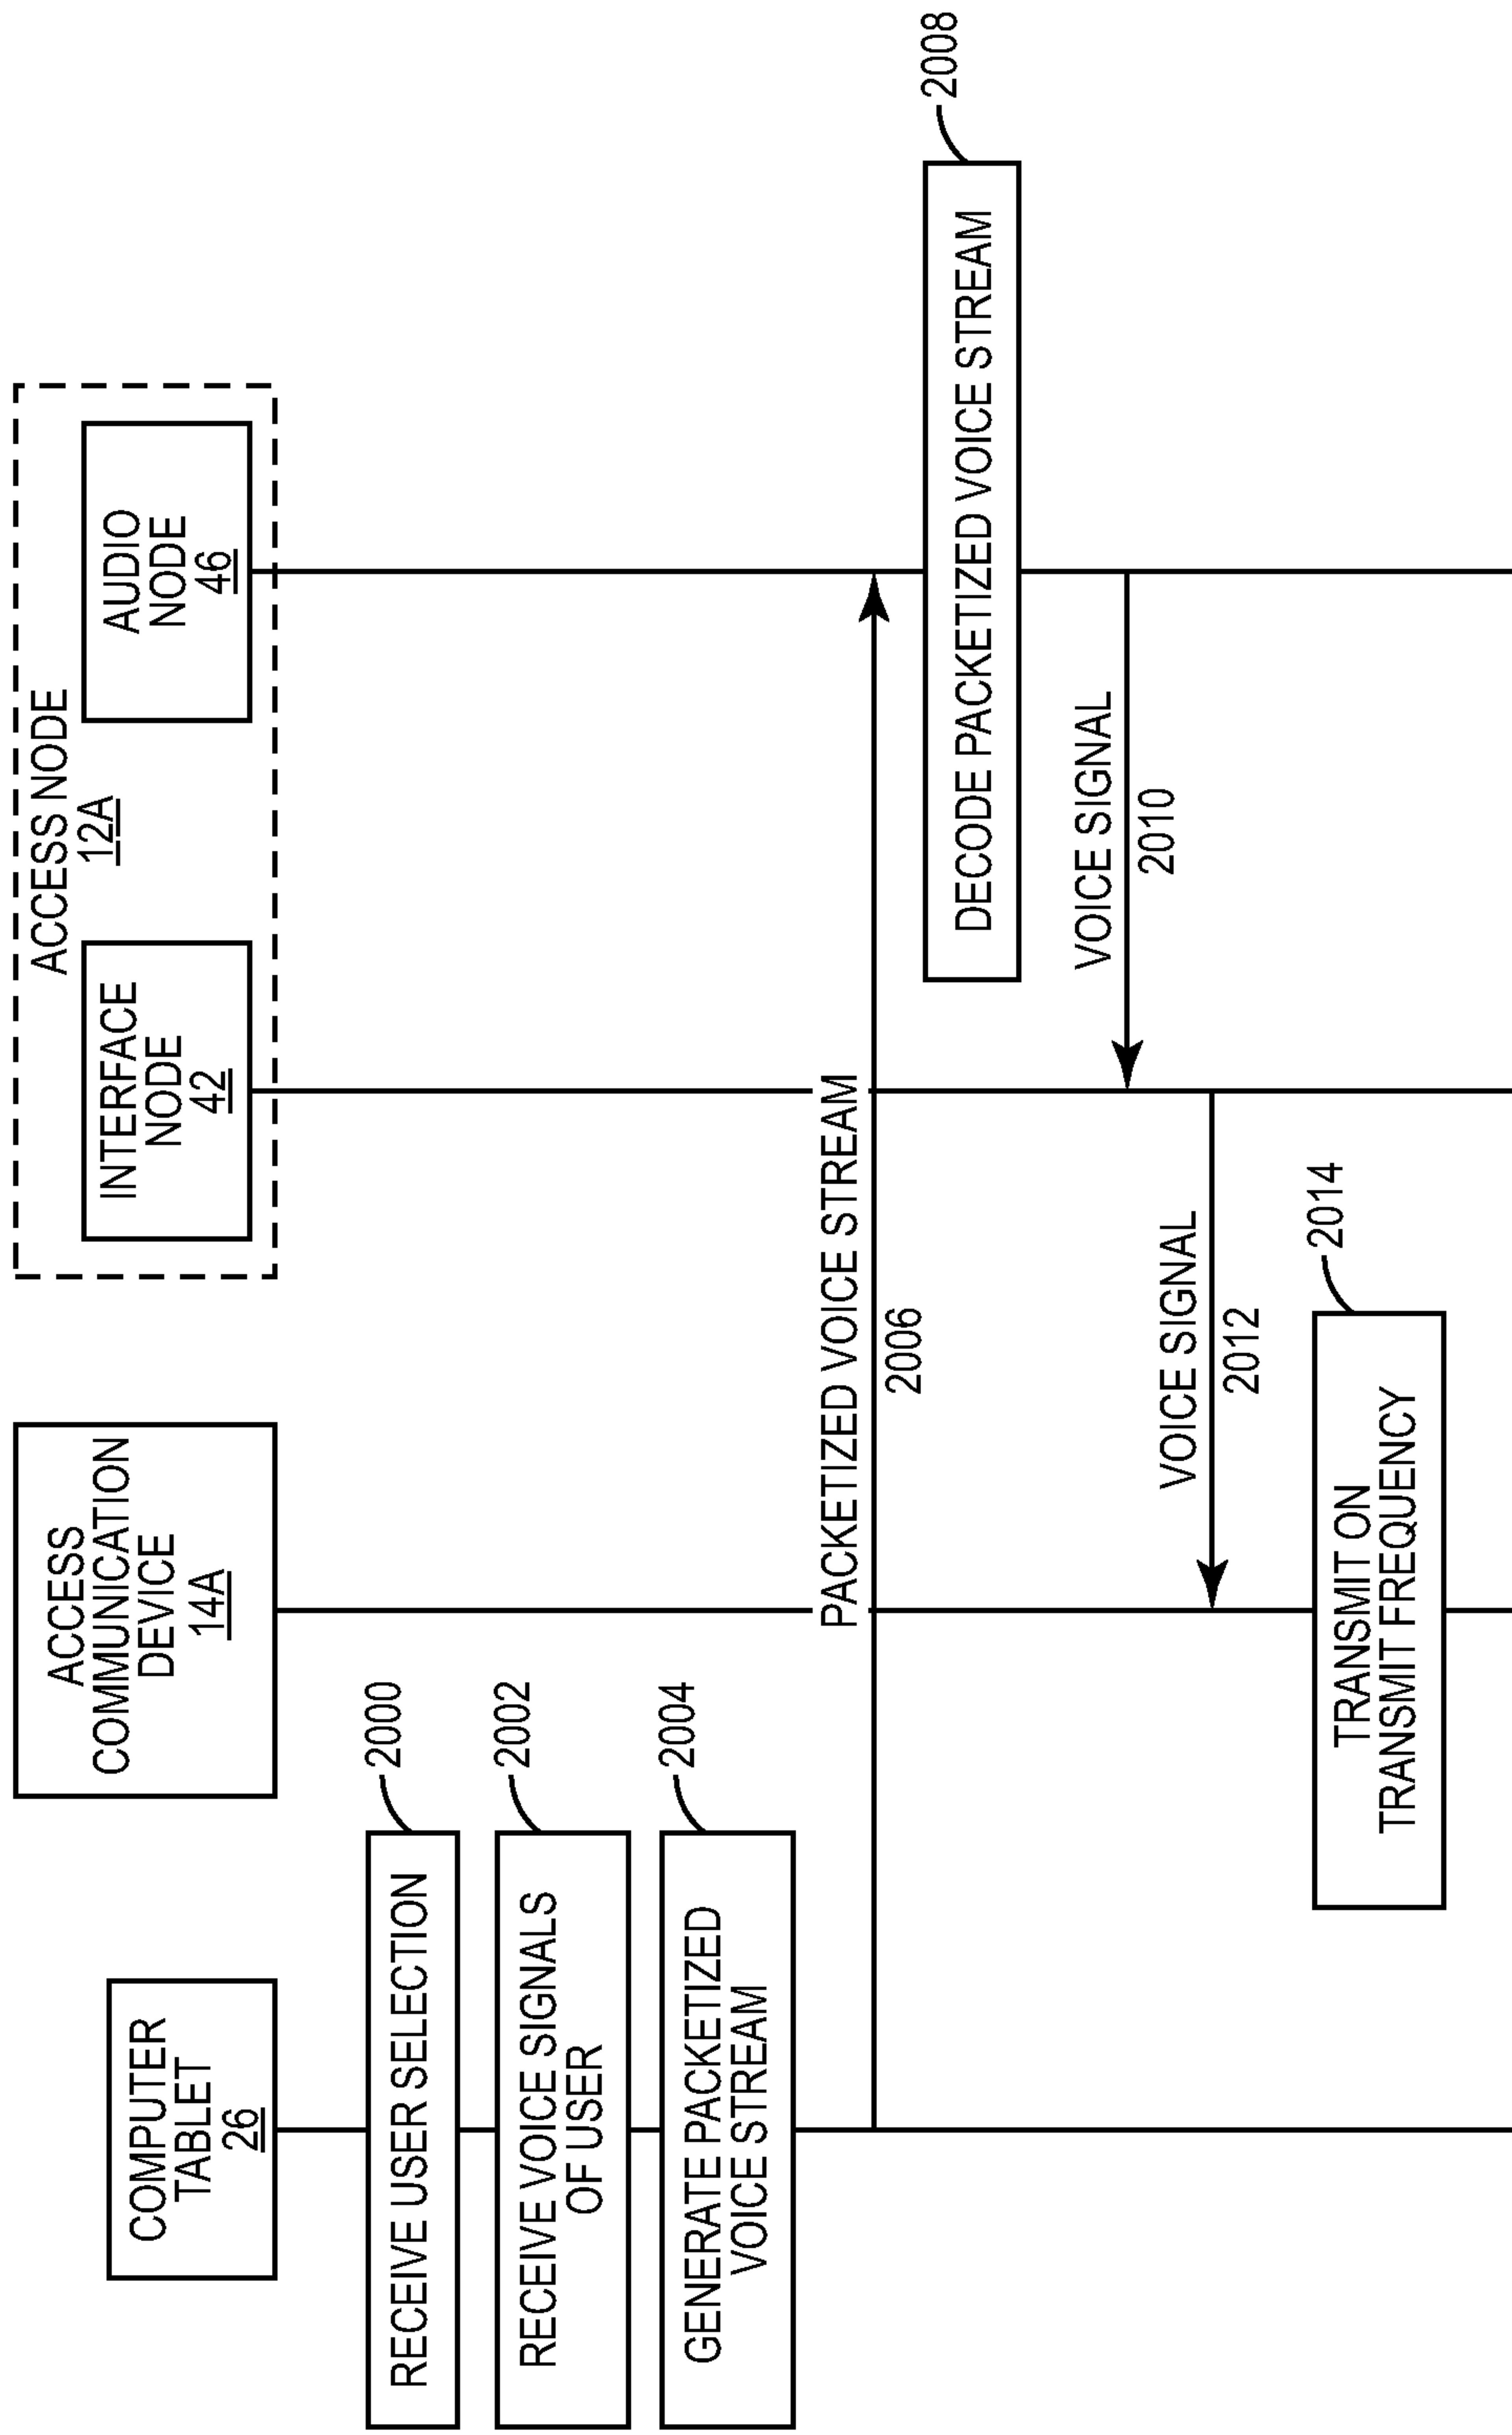 COMPUTER
TABLET
26
ACCESS
COMMUNICATION
DEVICE
14A
ACCESS NODE
12A
INTERFACE
NODE
42
AUDIO
NODE
46
RECEIVE USER SELECTION
2000
RECEIVE VOICE SIGNALS
OF USER
2002
GENERATE PACKETIZED
VOICE STREAM
2004
PACKETIZED VOICE STREAM
2006
DECODE PACKETIZED VOICE STREAM
2008
VOICE SIGNAL
2010
VOICE SIGNAL
2012
TRANSMIT ON
TRANSMIT FREQUENCY
2014